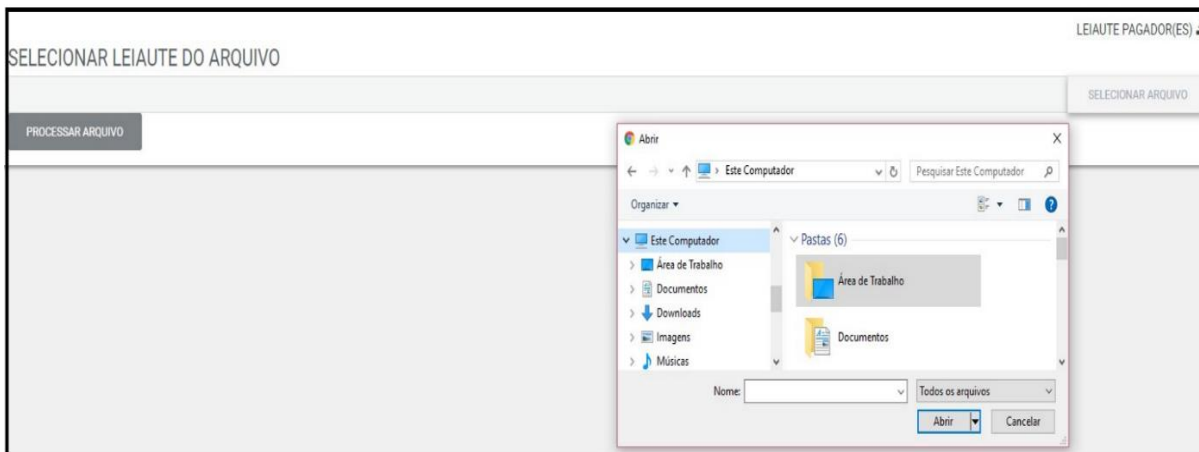 LEIAUTE PAGADOR(ES)
SELECIONAR LEIAUTE DO ARQUIVO
SELECIONAR ARQUIVO
PROCESSAR ARQUIVO
Abrir
Este Computador
Pesquisar Este Computador
Organizar
Este Computador
Área de Trabalho
Documentos
Downloads
Imagens
Músicas
Pastas (6)
Área de Trabalho
Documentos
Nome:
Todos os arquivos
Abrir
Cancelar